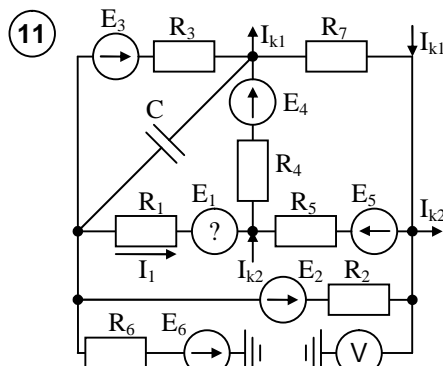 11
E3 R3 Ik1 R7 Ik1
C E4
R4
R1 E1 R5 E5 Ik2
?
I1 Ik2 E2 R2
R6 E6
V